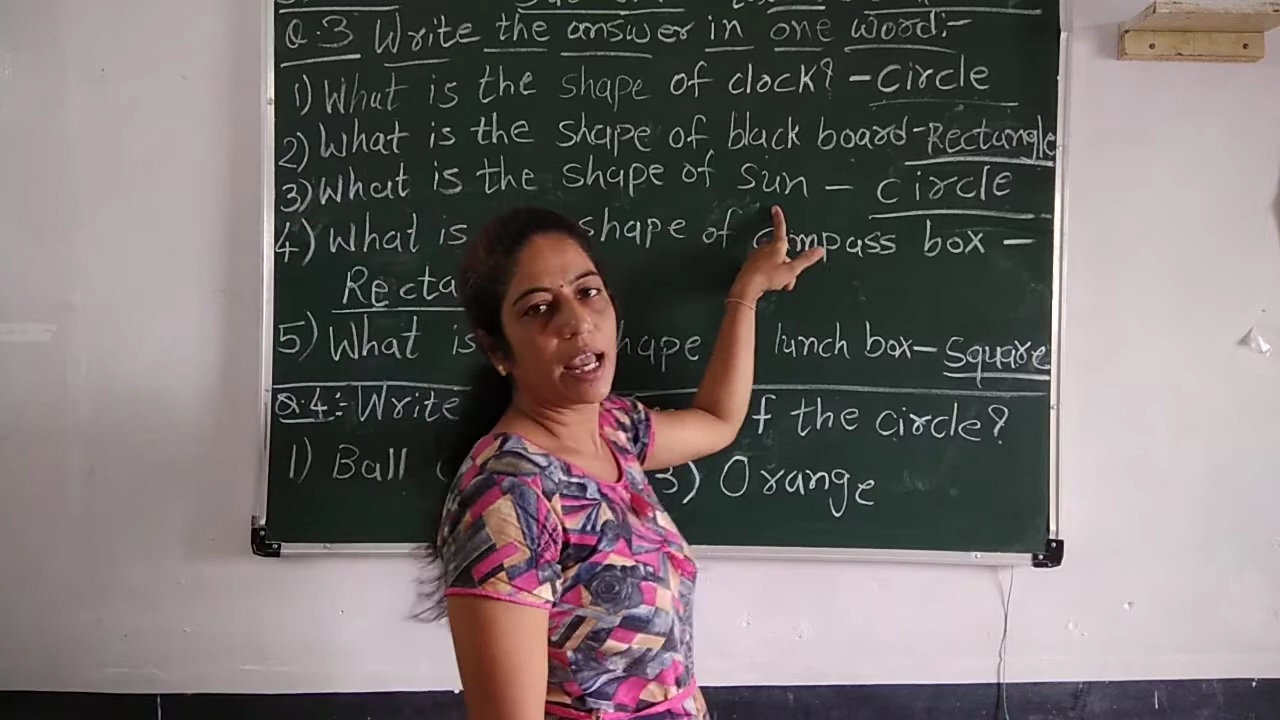 Q.3 Write the answer in one word:-
1) What is the shape of clock? - Circle
2) What is the shape of black board - Rectangle
3) What is the shape of sun - circle
4) What is shape of compass box -
Recta
5) What is hape lunch box - Square
Q.4:- Write f the circle?
1) Ball 3) Orange